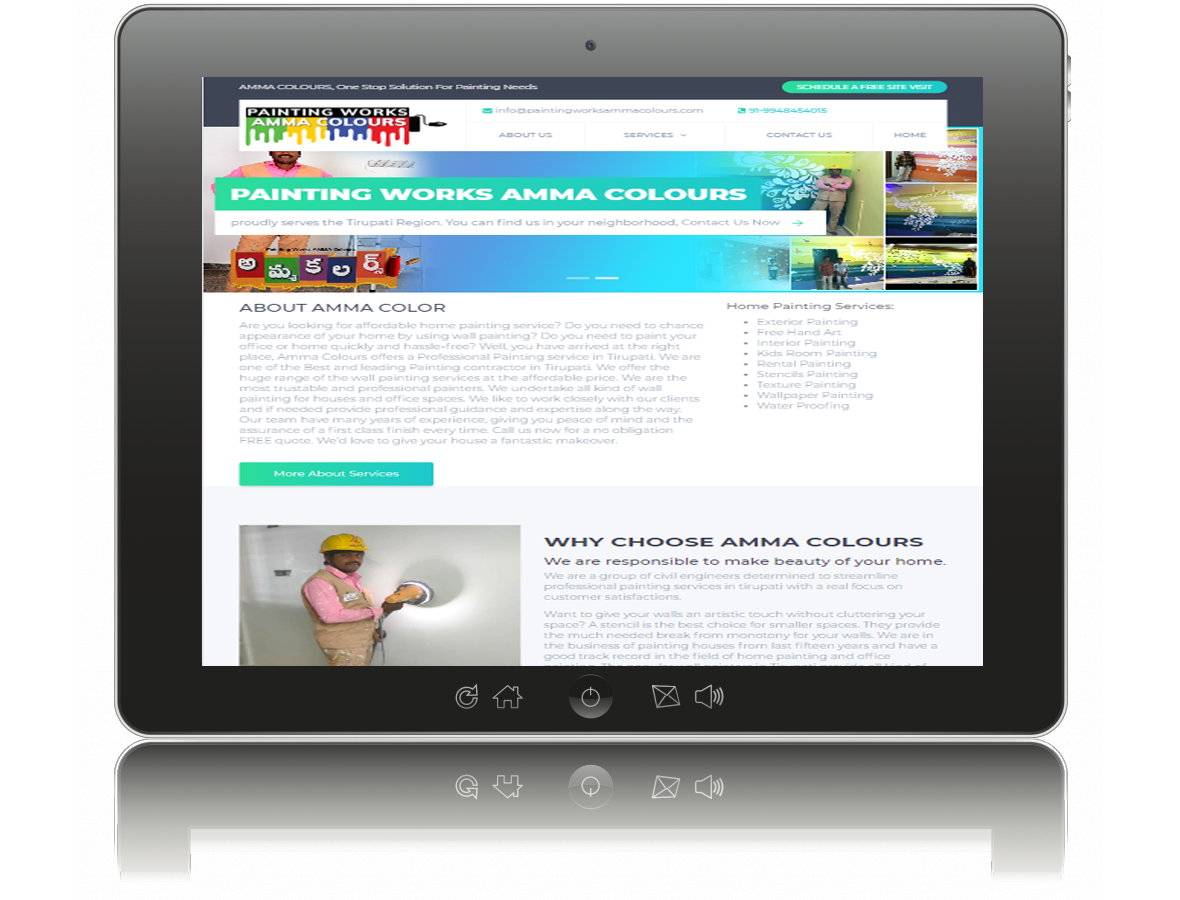 AMMA COLOURS, One Stop Solution For Painting Needs
SCHEDULE A FREE SITE VISIT
PAINTING WORKS
AMMA COLOURS
info@paintingworksammacolours.com
91-9948454015
ABOUT US
SERVICES
CONTACT US
HOME
PAINTING WORKS AMMA COLOURS
proudly serves the Tirupati Region. You can find us in your neighborhood, Contact Us Now
Painting Works AMMA Colours
అమ్మ కలర్స్
ABOUT AMMA COLOR
Are you looking for affordable home painting service? Do you need to chance
appearance of your home by using wall painting? Do you need to paint your
office or home quickly and hassle-free? Well, you have arrived at the right
place, Amma Colours offers a Professional Painting service in Tirupati. We are
one of the Best and leading Painting contractor in Tirupati. We offer the
huge range of the wall painting services at the affordable price. We are the
most trustable and professional painters. We undertake all kind of wall
painting for houses and office spaces. We like to work closely with our clients
and if needed provide professional guidance and expertise along the way.
Our team have many years of experience, giving you peace of mind and the
assurance of a first class finish every time. Call us now for a no obligation
FREE quote. We'd love to give your house a fantastic makeover.
More About Services
Home Painting Services:
Exterior Painting
Free Hand Art
Interior Painting
Kids Room Painting
Rental Painting
Stencils Painting
Texture Painting
Wallpaper Painting
Water Proofing
WHY CHOOSE AMMA COLOURS
We are responsible to make beauty of your home.
We are a group of civil engineers determined to streamline
professional painting services in tirupati with a real focus on
customer satisfactions.
Want to give your walls an artistic touch without cluttering your
space? A stencil is the best choice for smaller spaces. They provide
the much needed break from monotony for your walls. We are in
the business of painting houses from last fifteen years and have a
good track record in the field of home painting and office